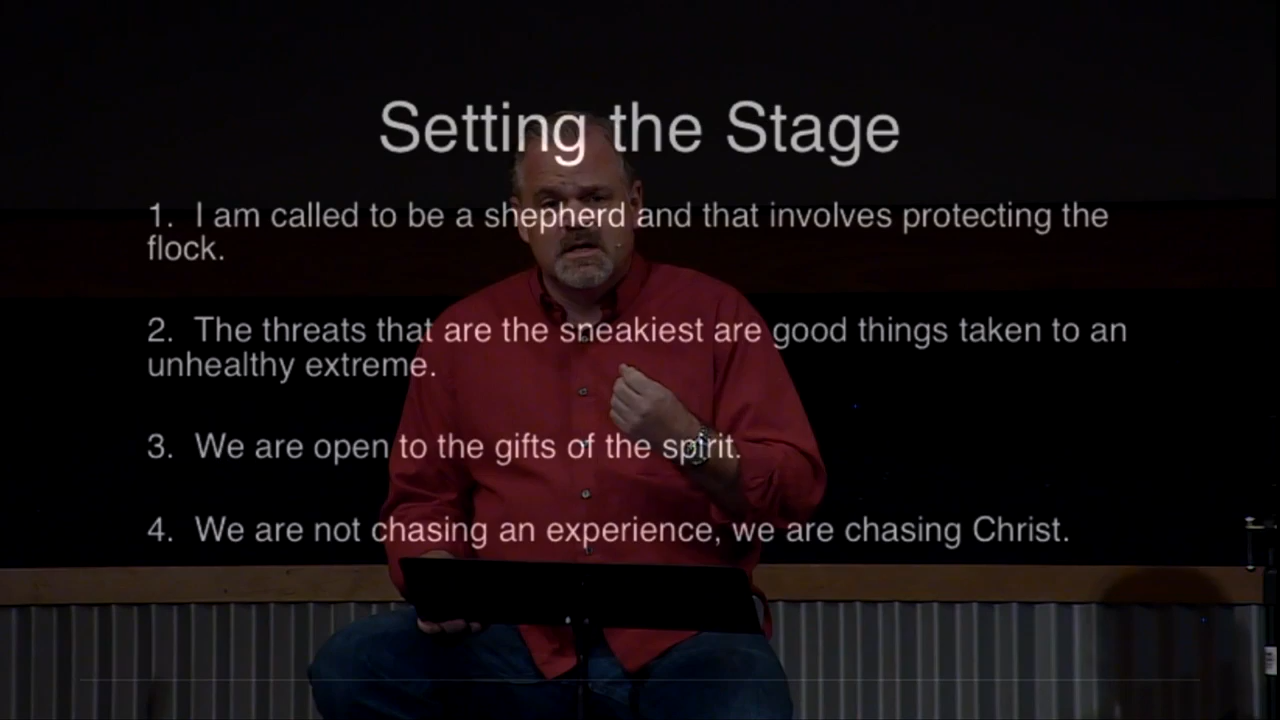 Setting the Stage
1. I am called to be a shepherd and that involves protecting the
flock.
2. The threats that are the sneakiest are good things taken to an
unhealthy extreme.
3. We are open to the gifts of the spirit.
4. We are not chasing an experience, we are chasing Christ.